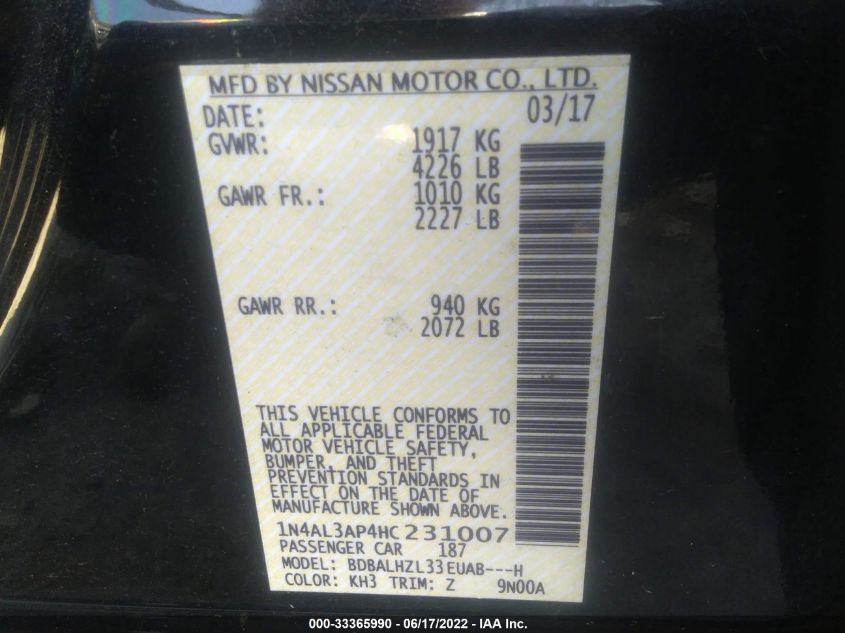 MFD BY NISSAN MOTOR CO., LTD.
DATE: 03/17
GVWR: 1917 KG
4226 LB
GAWR FR.: 1010 KG
2227 LB
GAWR RR.: 940 KG
2072 LB
THIS VEHICLE CONFORMS TO
ALL APPLICABLE FEDERAL
MOTOR VEHICLE SAFETY,
BUMPER, AND THEFT
PREVENTION STANDARDS IN
EFFECT ON THE DATE OF
MANUFACTURE SHOWN ABOVE.
1N4AL3AP4HC231007
PASSENGER CAR 187
MODEL: BDBALHZL33EUAB---H
COLOR: KH3 TRIM: Z 9N00A
000-33365990 - 06/17/2022 - IAA Inc.